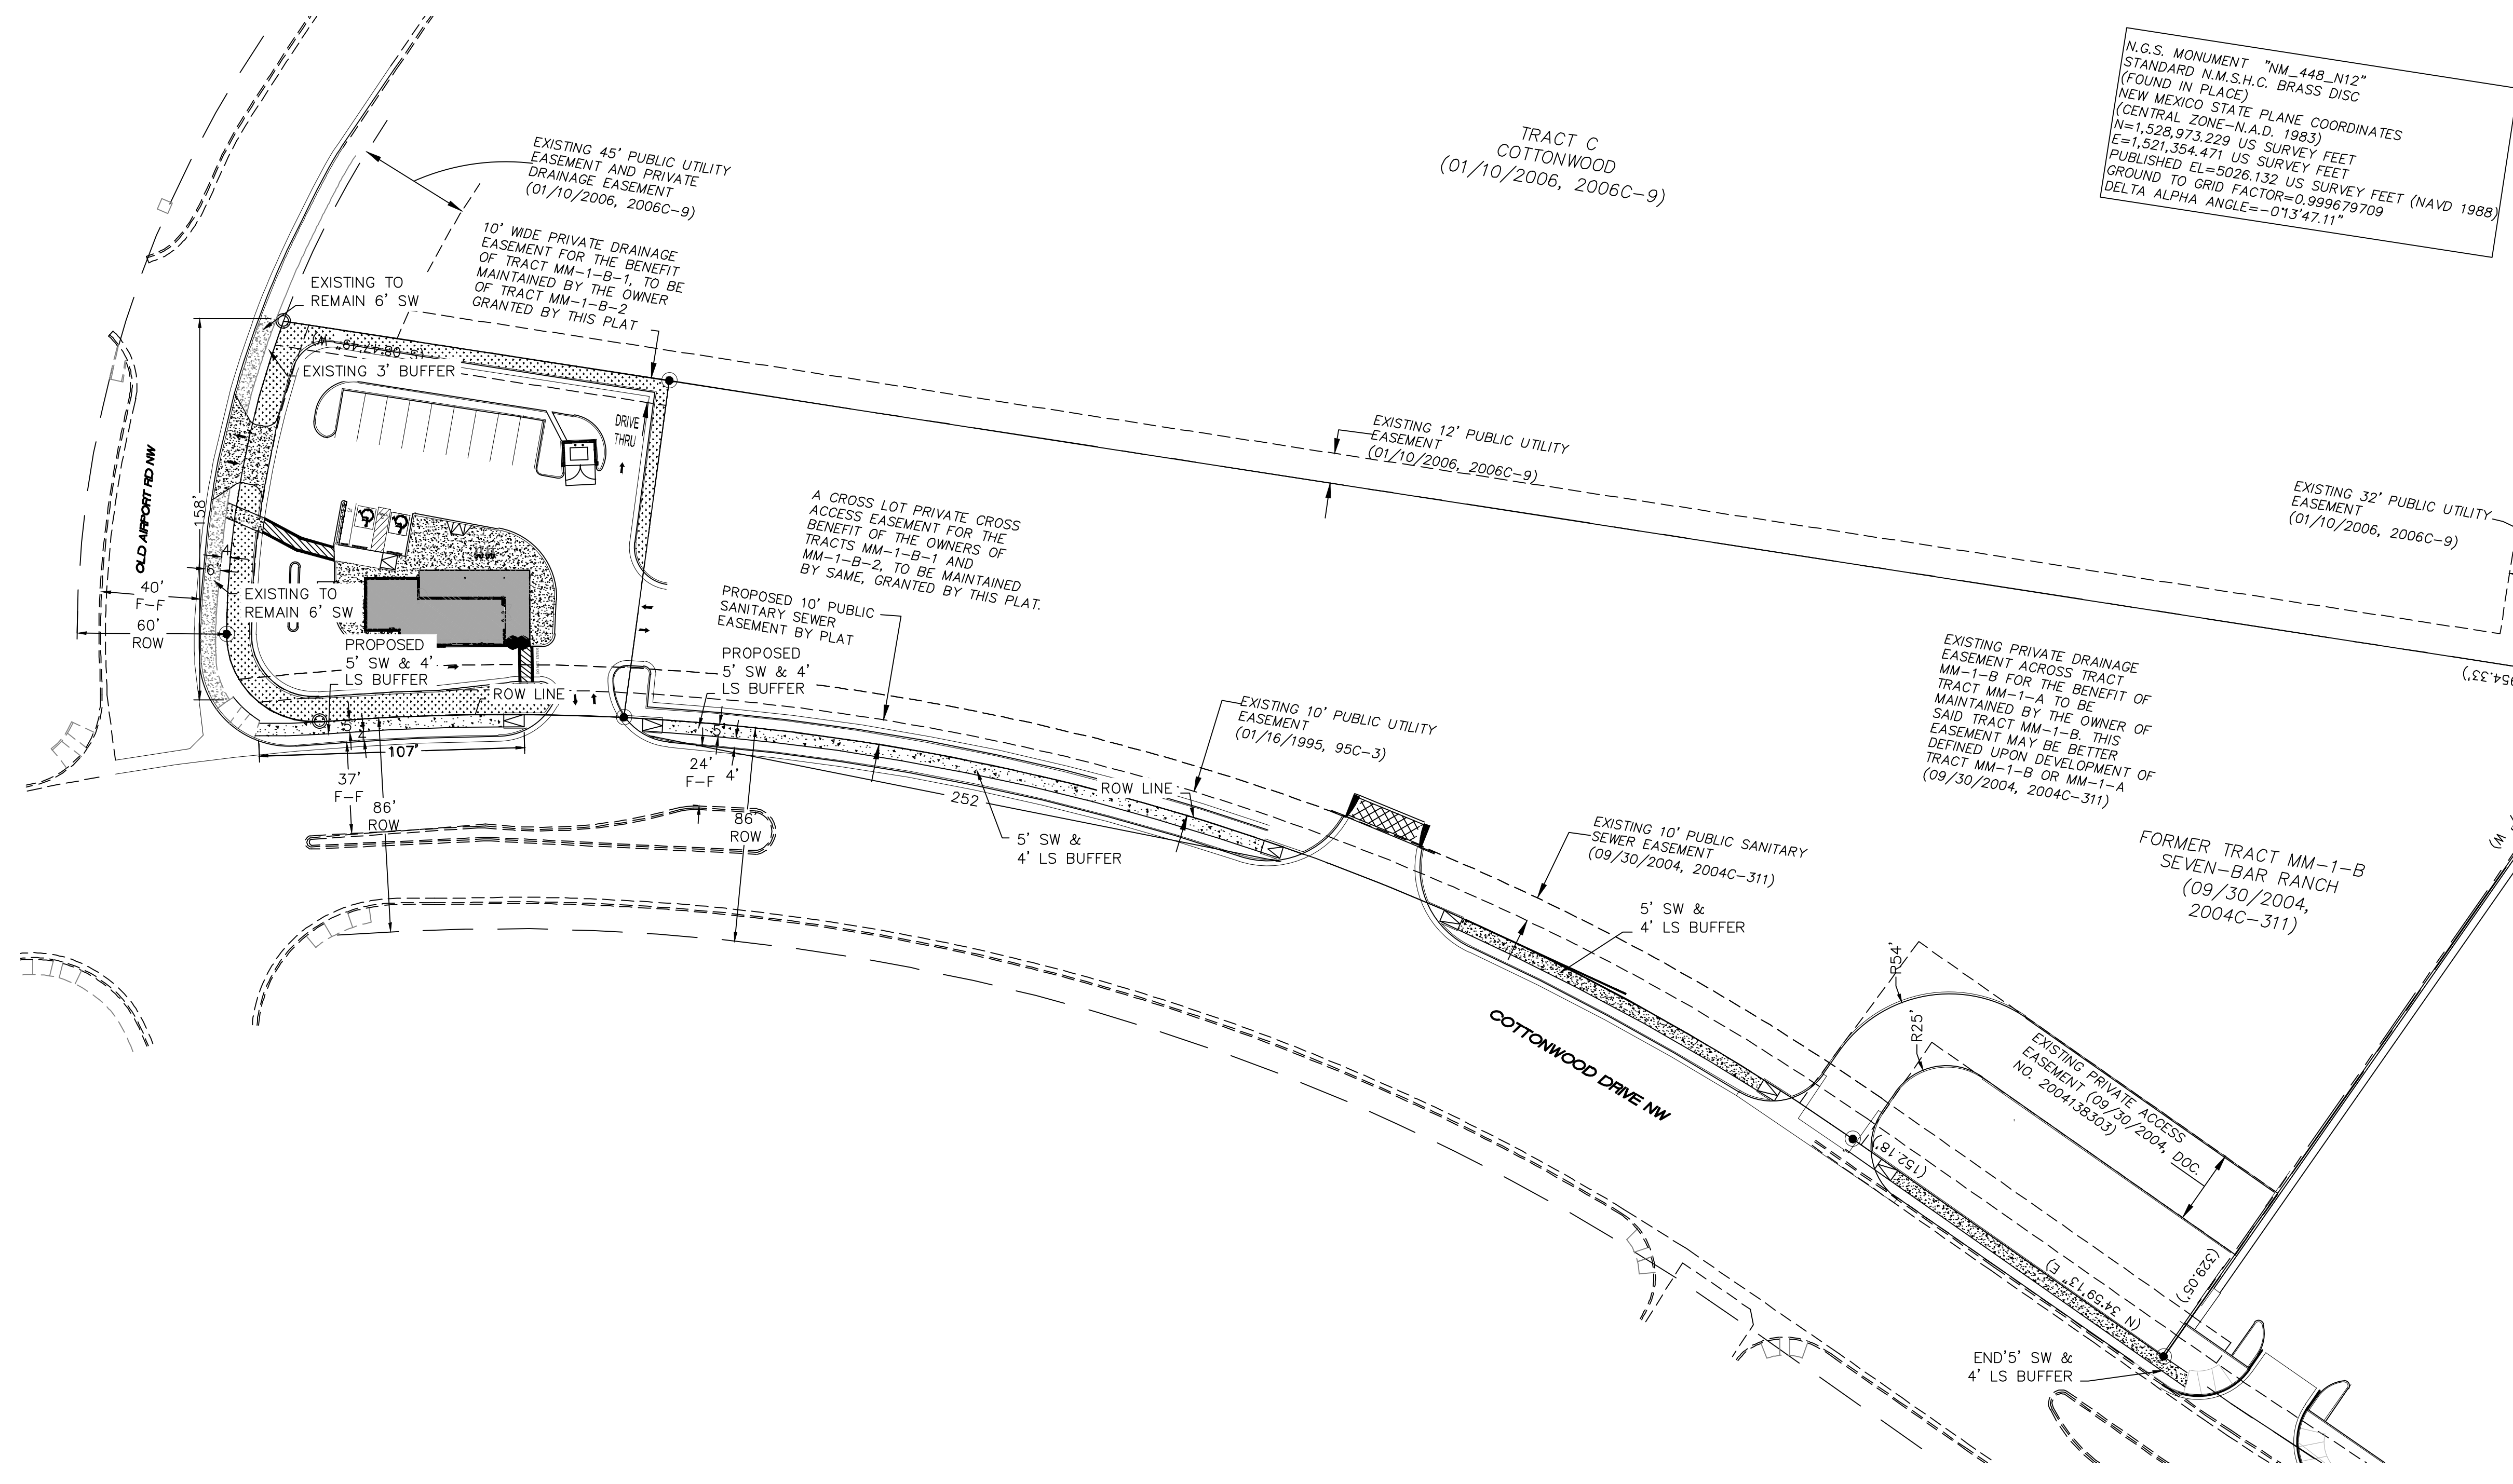 N.G.S. MONUMENT "NM_448_N12"
STANDARD N.M.S.H.C. BRASS DISC
(FOUND IN PLACE)
NEW MEXICO STATE PLANE COORDINATES
(CENTRAL ZONE-N.A.D. 1983)
N=1,528,973.229 US SURVEY FEET
E=1,521,354.471 US SURVEY FEET
PUBLISHED EL=5026.132 US SURVEY FEET (NAVD 1988)
GROUND TO GRID FACTOR=0.999679709
DELTA ALPHA ANGLE=-0°13'47.11"
TRACT C
COTTONWOOD
(01/10/2006, 2006C-9)
EXISTING 45' PUBLIC UTILITY
EASEMENT AND PRIVATE
DRAINAGE EASEMENT
(01/10/2006, 2006C-9)
10' WIDE PRIVATE DRAINAGE
EASEMENT FOR THE BENEFIT
OF TRACT MM-1-B-1, TO BE
MAINTAINED BY THE OWNER
OF TRACT MM-1-B-2
GRANTED BY THIS PLAT
EXISTING TO
REMAIN 6' SW
(S 08°47'49" W)
EXISTING 3' BUFFER
DRIVE
THRU
OLD AIRPORT RD NW
158'
4'
6'
40'
F-F
60'
ROW
EXISTING TO
REMAIN 6' SW
PROPOSED
5' SW & 4'
LS BUFFER
ROW LINE
5'
4'
107'
37'
F-F
86'
ROW
EXISTING 12' PUBLIC UTILITY
EASEMENT
(01/10/2006, 2006C-9)
EXISTING 32' PUBLIC UTILITY
EASEMENT
(01/10/2006, 2006C-9)
A CROSS LOT PRIVATE CROSS
ACCESS EASEMENT FOR THE
BENEFIT OF THE OWNERS OF
TRACTS MM-1-B-1 AND
MM-1-B-2, TO BE MAINTAINED
BY SAME, GRANTED BY THIS PLAT.
PROPOSED 10' PUBLIC
SANITARY SEWER
EASEMENT BY PLAT
PROPOSED
5' SW & 4'
LS BUFFER
5'
24'
F-F
4'
86'
ROW
252
EXISTING 10' PUBLIC UTILITY
EASEMENT
(01/16/1995, 95C-3)
ROW LINE
5' SW &
4' LS BUFFER
EXISTING PRIVATE DRAINAGE
EASEMENT ACROSS TRACT
MM-1-B FOR THE BENEFIT OF
TRACT MM-1-A TO BE
MAINTAINED BY THE OWNER OF
SAID TRACT MM-1-B. THIS
EASEMENT MAY BE BETTER
DEFINED UPON DEVELOPMENT OF
TRACT MM-1-B OR MM-1-A
(09/30/2004, 2004C-311)
954.33')
W)
EXISTING 10' PUBLIC SANITARY
SEWER EASEMENT
(09/30/2004, 2004C-311)
5' SW &
4' LS BUFFER
FORMER TRACT MM-1-B
SEVEN-BAR RANCH
(09/30/2004,
2004C-311)
COTTONWOOD DRIVE NW
R54'
R25'
EXISTING PRIVATE ACCESS
EASEMENT (09/30/2004, DOC.
NO. 2004138303)
(152.18')
(N 34°59'13" E)
(329.05')
END'5' SW &
4' LS BUFFER